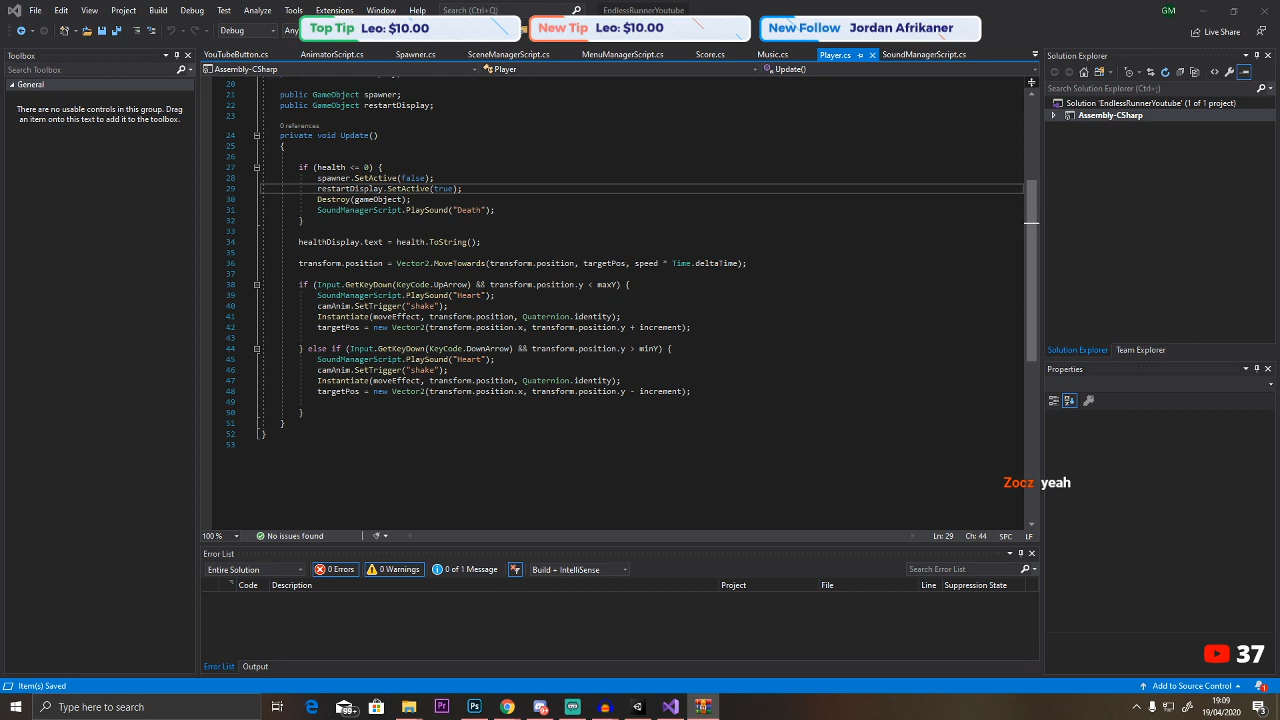 File Edit View Project Build Debug Test Analyze Tools Extensions Window Help Search (Ctrl+Q) EndlessRunnerYoutube GM
Top Tip Leo: $10.00 New Tip Leo: $10.00 New Follow Jordan Afrikaner
Debug Any Live Share
Toolbox AnimatorScript.cs Spawner.cs SceneManagerScript.cs MenuManagerScript.cs Score.cs Music.cs Player.cs SoundManagerScript.cs Solution Explorer
Search Toolbox Assembly-CSharp Player Update()
General
There are no usable controls in this group. Drag
an item onto this text to add it to the toolbox.
Search Solution Explorer (Ctrl+;)
Solution 'EndlessRunnerYoutube' (1 of 1 project)
Assembly-CSharp
20
21 public GameObject spawner;
22 public GameObject restartDisplay;
23
0 references
24 private void Update()
25 {
26
27 if (health <= 0) {
28 spawner.SetActive(false);
29 restartDisplay.SetActive(true);
30 Destroy(gameObject);
31 SoundManagerScript.PlaySound("Death");
32 }
33
34 healthDisplay.text = health.ToString();
35
36 transform.position = Vector2.MoveTowards(transform.position, targetPos, speed * Time.deltaTime);
37
38 if (Input.GetKeyDown(KeyCode.UpArrow) && transform.position.y < maxY) {
39 SoundManagerScript.PlaySound("Heart");
40 camAnim.SetTrigger("shake");
41 Instantiate(moveEffect, transform.position, Quaternion.identity);
42 targetPos = new Vector2(transform.position.x, transform.position.y + increment);
43
44 } else if (Input.GetKeyDown(KeyCode.DownArrow) && transform.position.y > minY) {
45 SoundManagerScript.PlaySound("Heart");
46 camAnim.SetTrigger("shake");
47 Instantiate(moveEffect, transform.position, Quaternion.identity);
48 targetPos = new Vector2(transform.position.x, transform.position.y - increment);
49
50 }
51 }
52 }
53
Solution Explorer Team Explorer
Properties
Zocz yeah
100 % No issues found Ln: 29 Ch: 44 SPC LF
Error List
Entire Solution 0 Errors 0 Warnings 0 of 1 Message Build + IntelliSense Search Error List
Code Description Project File Line Suppression State
37
Error List Output
Item(s) Saved Add to Source Control 1
Type here to search
19:09
19/04/2020